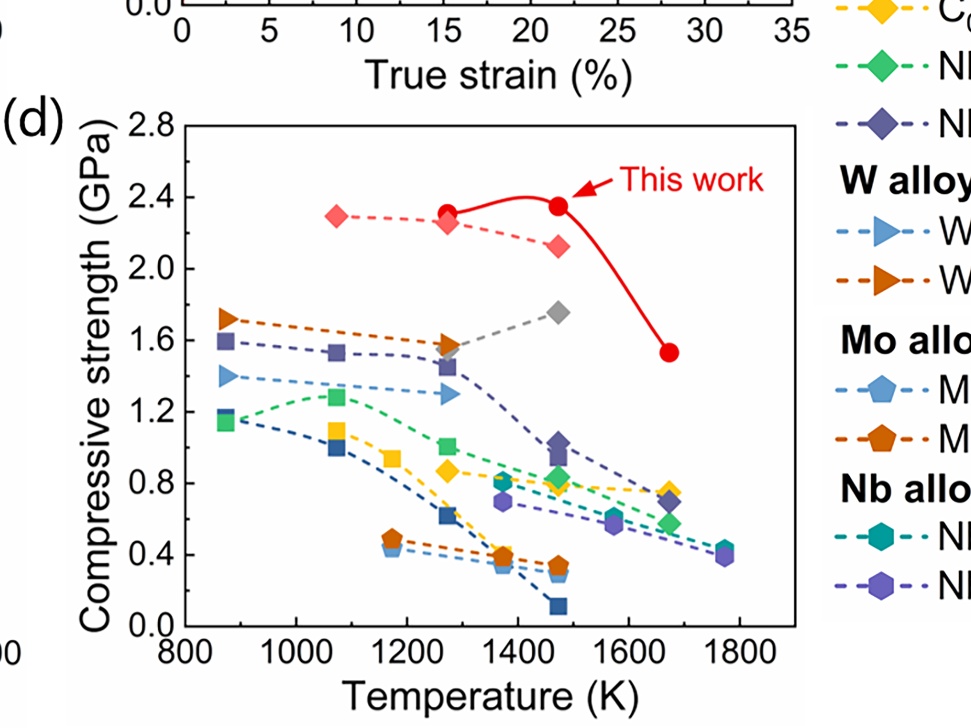 0.0
0 5 10 15 20 25 30 35
True strain (%)
(d)
Compressive strength (GPa)
2.8
2.4
2.0
1.6
1.2
0.8
0.4
0.0
This work
800 1000 1200 1400 1600 1800
Temperature (K)
W alloy
Mo allo
Nb allo